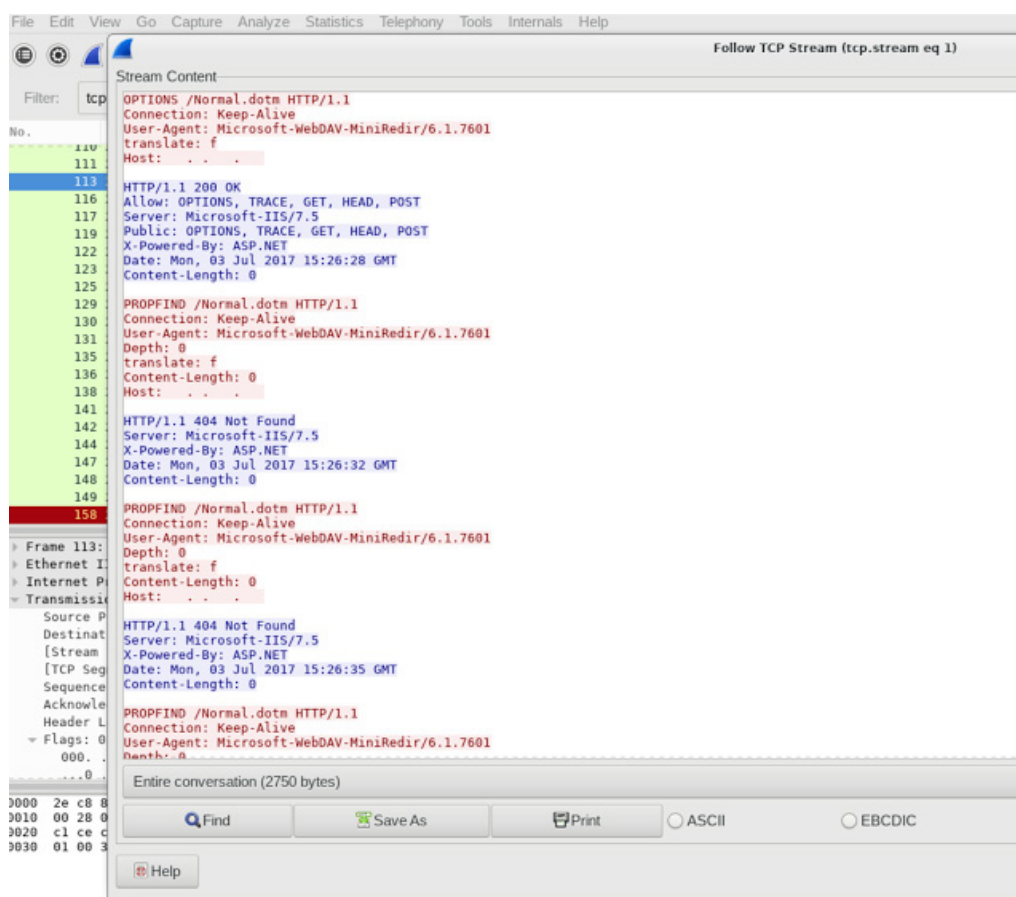 File Edit View Go Capture Analyze Statistics Telephony Tools Internals Help
Follow TCP Stream (tcp.stream eq 1)
Stream Content
Filter: tcp
No.
110
111
113
116
117
119
122
123
125
129
130
131
135
136
138
141
142
144
147
148
149
158
OPTIONS /Normal.dotm HTTP/1.1
Connection: Keep-Alive
User-Agent: Microsoft-WebDAV-MiniRedir/6.1.7601
translate: f
Host: . . .
HTTP/1.1 200 OK
Allow: OPTIONS, TRACE, GET, HEAD, POST
Server: Microsoft-IIS/7.5
Public: OPTIONS, TRACE, GET, HEAD, POST
X-Powered-By: ASP.NET
Date: Mon, 03 Jul 2017 15:26:28 GMT
Content-Length: 0
PROPFIND /Normal.dotm HTTP/1.1
Connection: Keep-Alive
User-Agent: Microsoft-WebDAV-MiniRedir/6.1.7601
Depth: 0
translate: f
Content-Length: 0
Host: . . .
HTTP/1.1 404 Not Found
Server: Microsoft-IIS/7.5
X-Powered-By: ASP.NET
Date: Mon, 03 Jul 2017 15:26:32 GMT
Content-Length: 0
PROPFIND /Normal.dotm HTTP/1.1
Connection: Keep-Alive
User-Agent: Microsoft-WebDAV-MiniRedir/6.1.7601
Depth: 0
translate: f
Content-Length: 0
Host: . . .
HTTP/1.1 404 Not Found
Server: Microsoft-IIS/7.5
X-Powered-By: ASP.NET
Date: Mon, 03 Jul 2017 15:26:35 GMT
Content-Length: 0
PROPFIND /Normal.dotm HTTP/1.1
Connection: Keep-Alive
User-Agent: Microsoft-WebDAV-MiniRedir/6.1.7601
Depth: 0
Frame 113:
Ethernet I
Internet P
Transmissi
Source P
Destinat
[Stream
[TCP Seg
Sequence
Acknowle
Header L
Flags: 0
000. .
...0 .
0000 2e c8 8
0010 00 28 0
0020 c1 ce c
0030 01 00 3
Entire conversation (2750 bytes)
Find Save As Print ASCII EBCDIC
Help